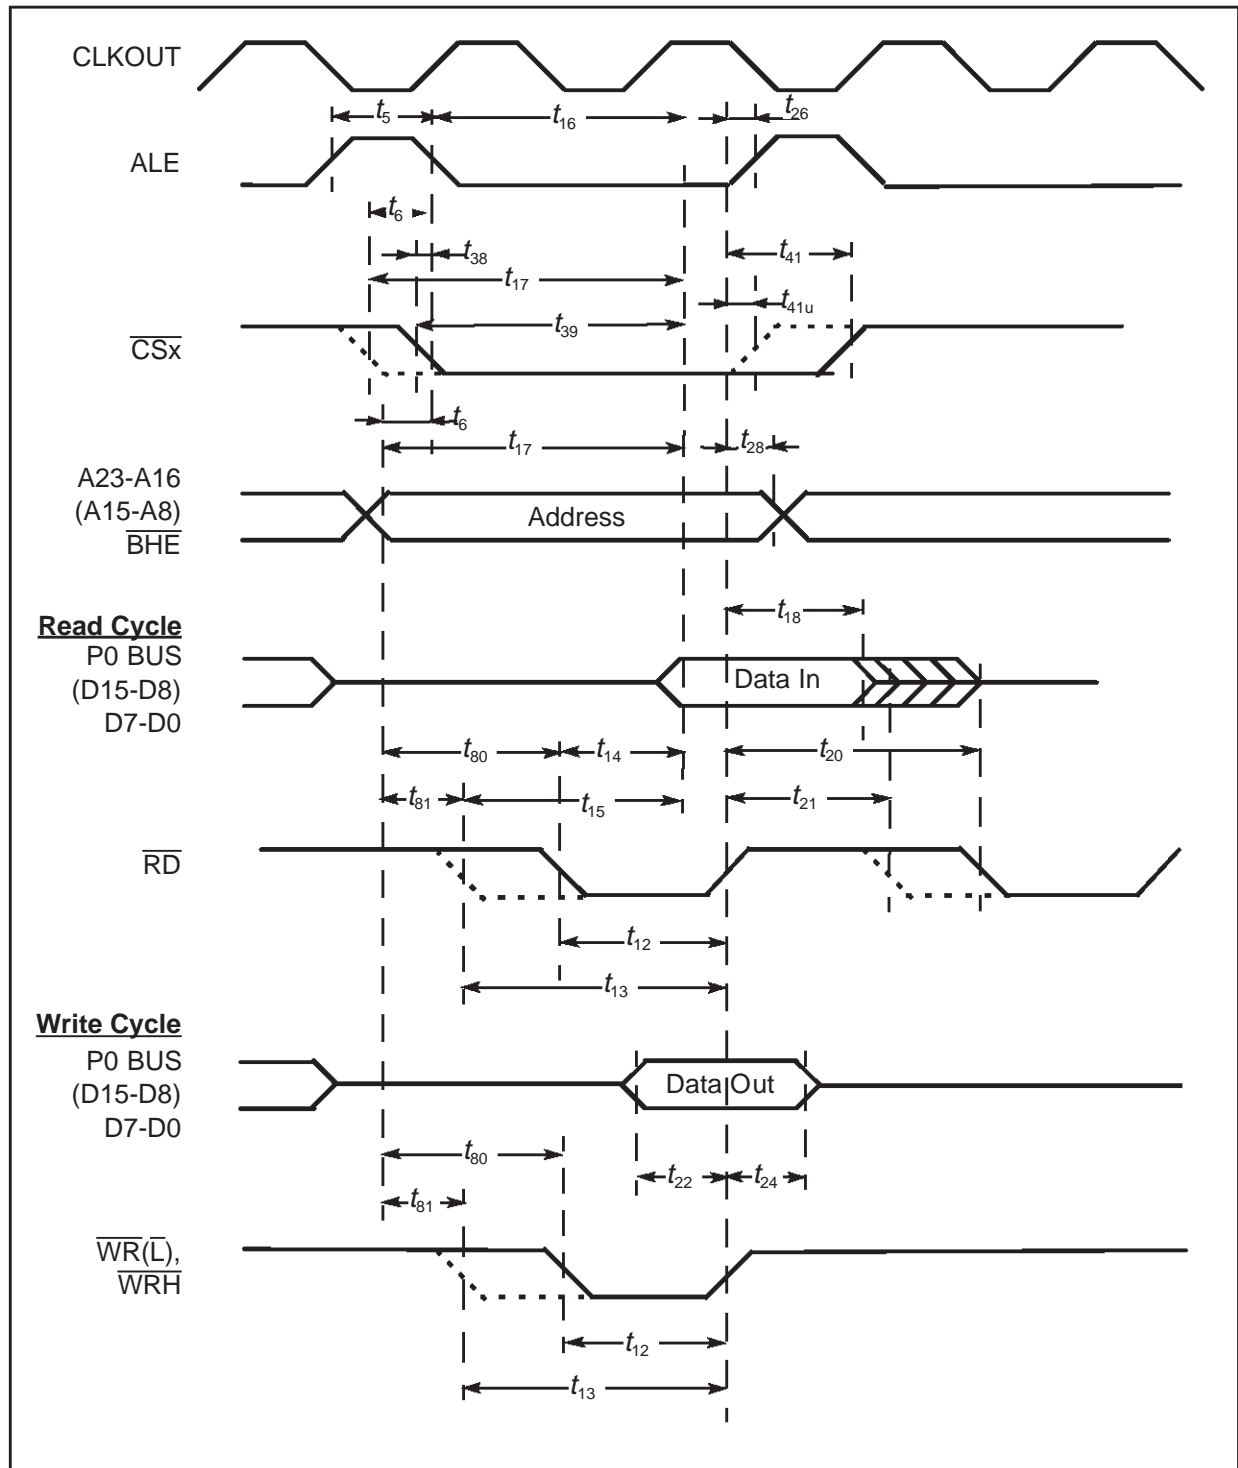 CLKOUT
t5
t16
t26
ALE
t6
t38
t41
t17
t41u
t39
CSx
t6
t17
t28
A23-A16
(A15-A8)
BHE
Address
Read Cycle
P0 BUS
(D15-D8)
D7-D0
t18
Data In
t80
t14
t20
t81
t15
t21
RD
t12
t13
Write Cycle
P0 BUS
(D15-D8)
D7-D0
Data Out
t80
t22
t24
t81
WR(L),
WRH
t12
t13